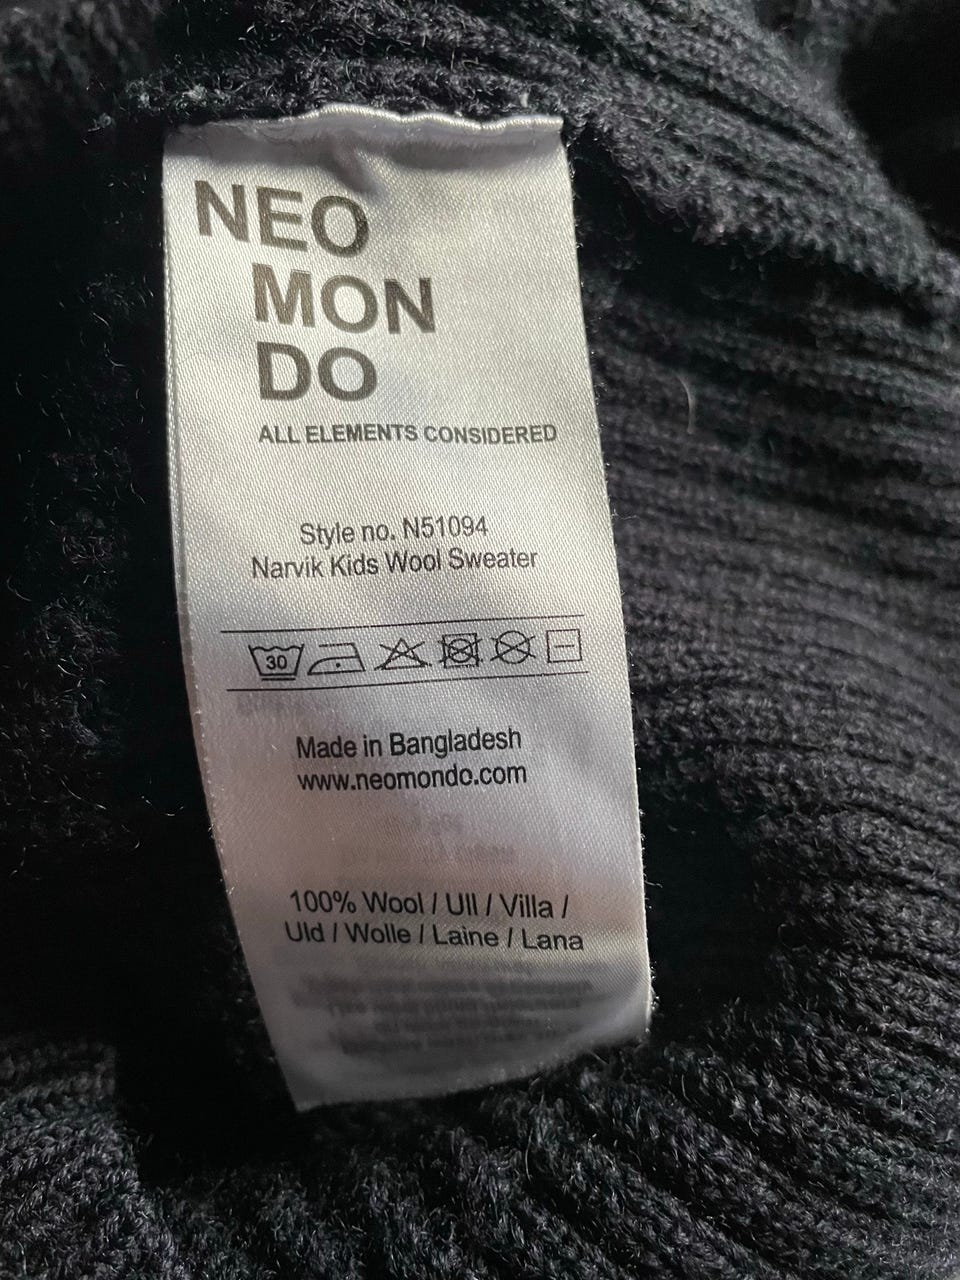 NEO
MON
DO
ALL ELEMENTS CONSIDERED
Style no. N51094
Narvik Kids Wool Sweater
30
Made in Bangladesh
www.neomondo.com
100% Wool / Ull / Villa /
Uld / Wolle / Laine / Lana